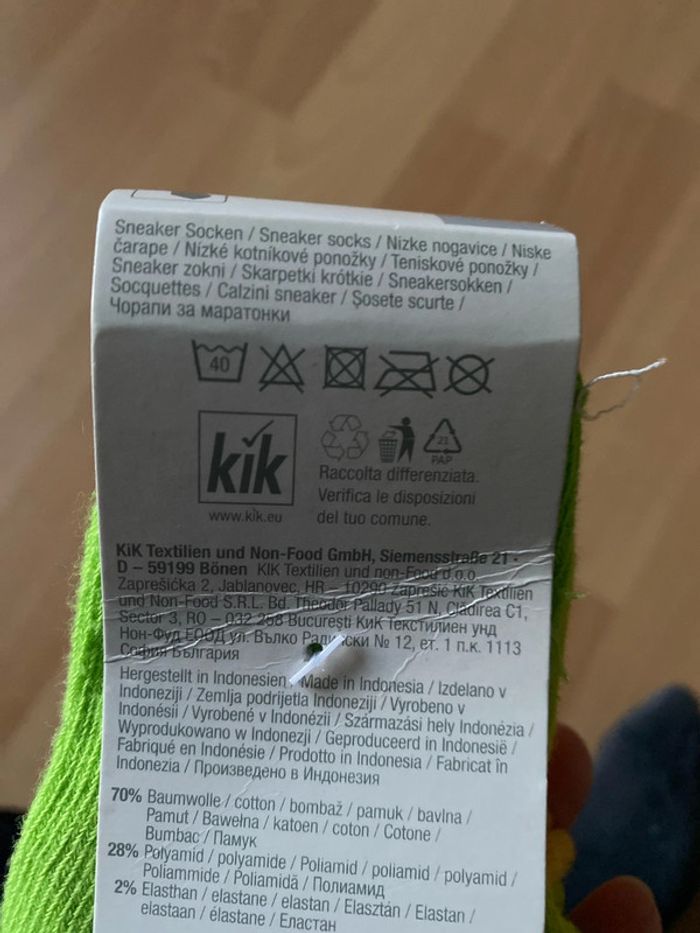 Sneaker Socken / Sneaker socks / Nizke nogavice / Niske
čarape / Nízké kotníkové ponožky / Teniskové ponožky /
Sneaker zokni / Skarpetki krótkie / Sneakersokken /
Socquettes / Calzini sneaker / Șosete scurte /
Чорапи за маратонки
40
kik
www.kik.eu
21
PAP
Raccolta differenziata.
Verifica le disposizioni
del tuo comune.
KiK Textilien und Non-Food GmbH, Siemensstraße 21 -
D – 59199 Bönen KIK Textilien und non-Food d.o.o.
Zaprešićka 2, Jablanovec, HR – 10290 Zaprešić KiK Textilien
und Non-Food S.R.L. Bd. Theodor Pallady 51 N, Clădirea C1,
Sector 3, RO – 032 258 București КиК Текстилиен унд
Нон-Фуд ЕООД ул. Вълко Радински № 12, ет. 1 п.к. 1113
София България
Hergestellt in Indonesien / Made in Indonesia / Izdelano v
Indoneziji / Zemlja podrijetla Indoneziji / Vyrobeno v
Indonésii / Vyrobené v Indonézii / Származási hely Indonézia /
Wyprodukowano w Indonezji / Geproduceerd in Indonesië /
Fabriqué en Indonésie / Prodotto in Indonesia / Fabricat în
Indonezia / Произведено в Индонезия
70% Baumwolle / cotton / bombaž / pamuk / bavlna /
Pamut / Bawełna / katoen / coton / Cotone /
Bumbac / Памук
28% Polyamid / polyamide / Poliamid / poliamid / polyamid /
Poliammide / Poliamidă / Полиамид
2% Elasthan / elastane / elastan / Elasztán / Elastan /
elastaan / élastane / Еластан